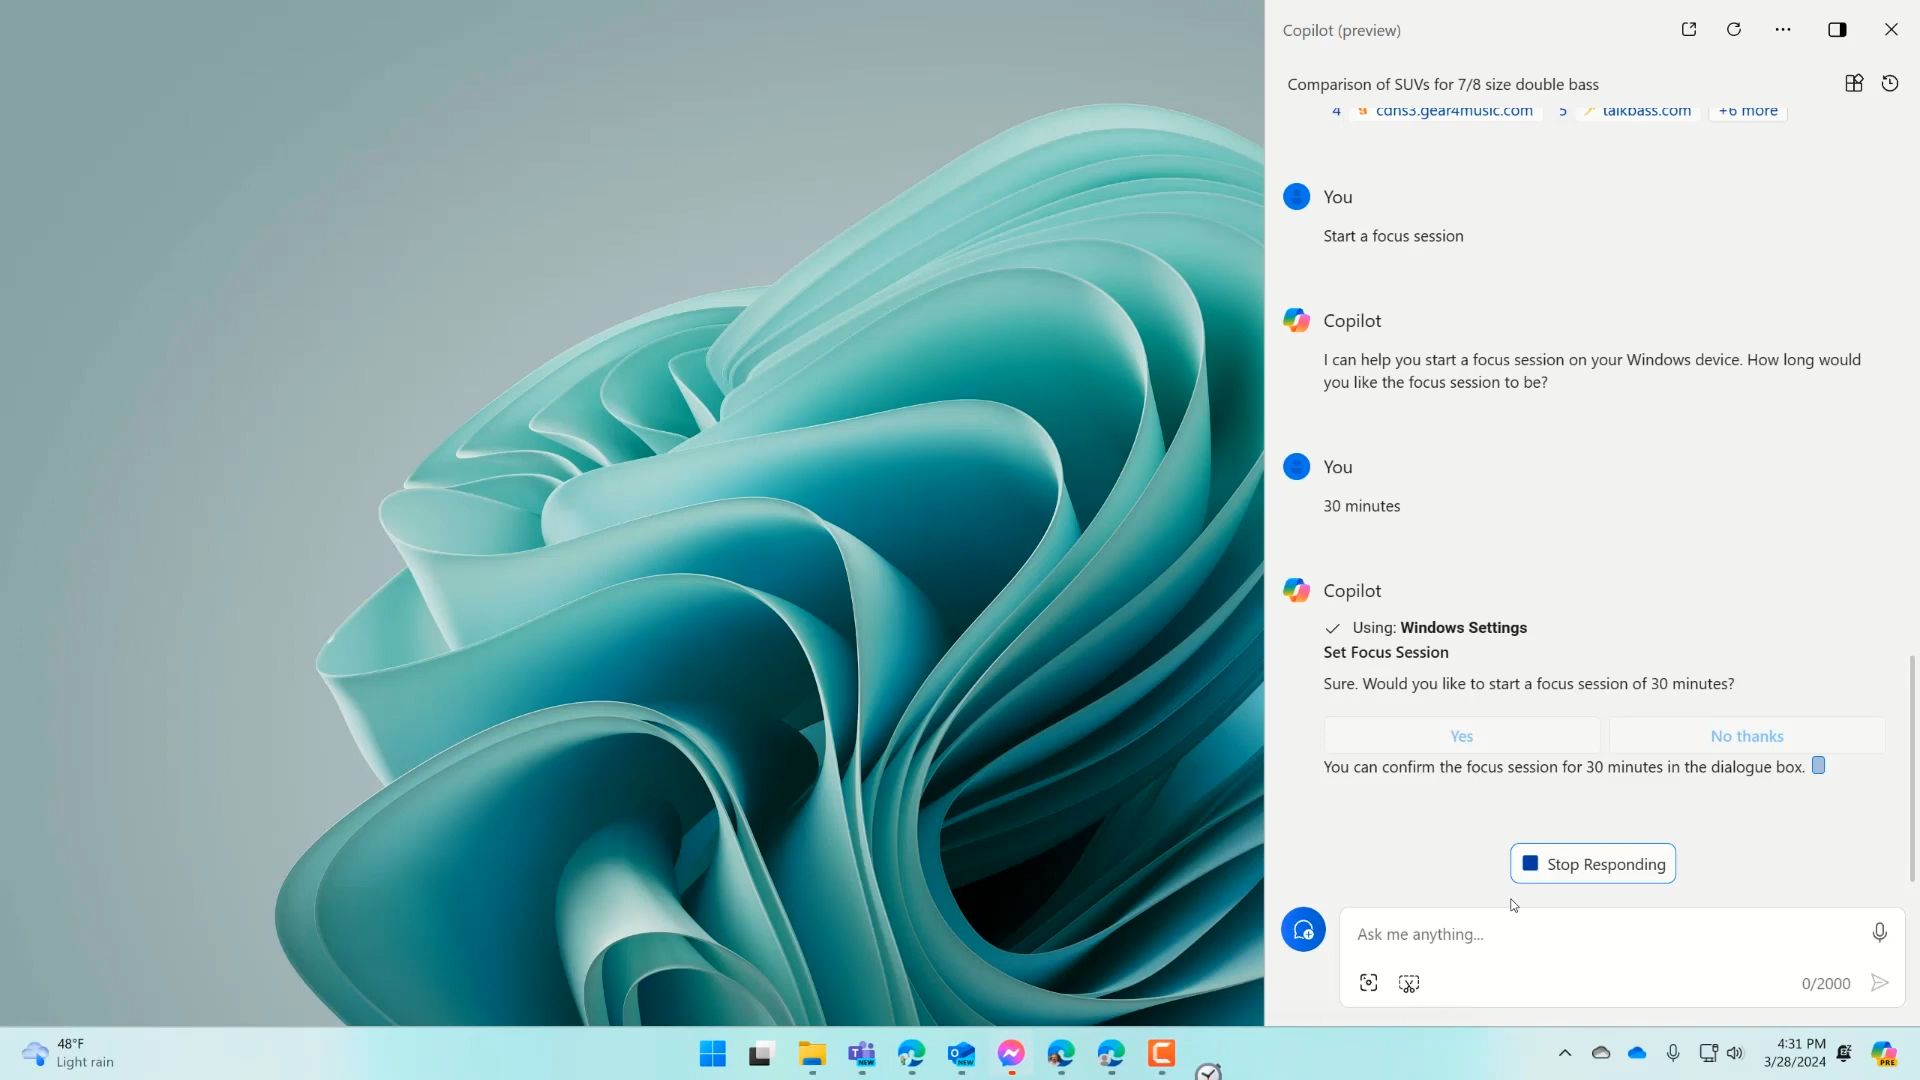 Copilot (preview)
Comparison of SUVs for 7/8 size double bass
4 cdns3.gear4music.com 5 talkbass.com +6 more
You
Start a focus session
Copilot
I can help you start a focus session on your Windows device. How long would
you like the focus session to be?
You
30 minutes
Copilot
Using: Windows Settings
Set Focus Session
Sure. Would you like to start a focus session of 30 minutes?
Yes No thanks
You can confirm the focus session for 30 minutes in the dialogue box.
Stop Responding
Ask me anything...
0/2000
48°F
Light rain
NEW
NEW
4:31 PM
3/28/2024
PRE